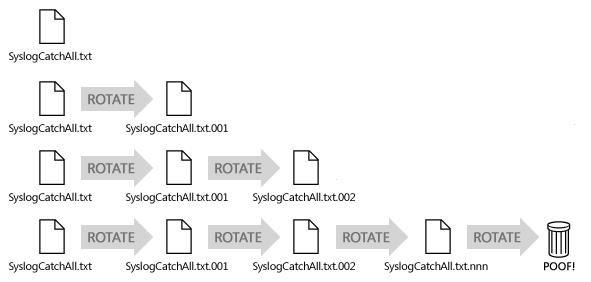 SyslogCatchAll.txt
ROTATE
SyslogCatchAll.txt SyslogCatchAll.txt.001
ROTATE ROTATE
SyslogCatchAll.txt SyslogCatchAll.txt.001 SyslogCatchAll.txt.002
ROTATE ROTATE ROTATE ROTATE
SyslogCatchAll.txt SyslogCatchAll.txt.001 SyslogCatchAll.txt.002 SyslogCatchAll.txt.nnn POOF!